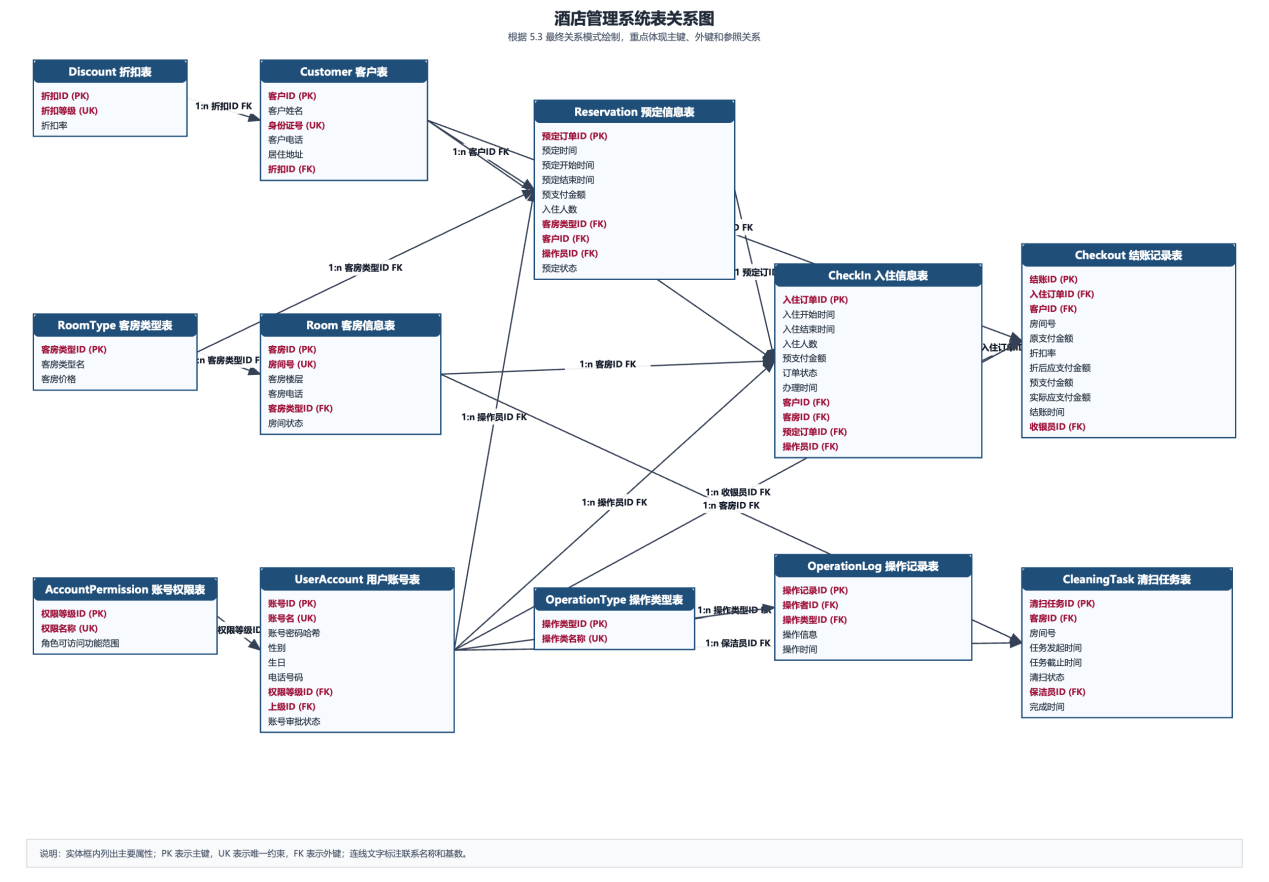 酒店管理系统表关系图
根据 5.3 最终关系模式绘制，重点体现主键、外键和参照关系
Discount 折扣表
折扣ID (PK)
折扣等级 (UK)
折扣率
1:n 折扣ID FK
Customer 客户表
客户ID (PK)
客户姓名
身份证号 (UK)
客户电话
居住地址
折扣ID (FK)
1:n 客户ID FK
Reservation 预定信息表
预定订单ID (PK)
预定时间
预定开始时间
预定结束时间
预支付金额
入住人数
客房类型ID (FK)
客户ID (FK)
操作员ID (FK)
预定状态
D FK
1 预定订I
1:n 客房类型ID FK
RoomType 客房类型表
客房类型ID (PK)
客房类型名
客房价格
:n 客房类型ID F
Room 客房信息表
客房ID (PK)
房间号 (UK)
客房楼层
客房电话
客房类型ID (FK)
房间状态
1:n 客房ID FK
1:n 操作员ID FK
CheckIn 入住信息表
入住订单ID (PK)
入住开始时间
入住结束时间
入住人数
预支付金额
订单状态
办理时间
客户ID (FK)
客房ID (FK)
预定订单ID (FK)
操作员ID (FK)
入住订单
Checkout 结账记录表
结账ID (PK)
入住订单ID (FK)
客户ID (FK)
房间号
原支付金额
折扣率
折后应支付金额
预支付金额
实际应支付金额
结账时间
收银员ID (FK)
1:n 收银员ID FK
1:n 操作员ID FK
1:n 客房ID FK
AccountPermission 账号权限表
权限等级ID (PK)
权限名称 (UK)
角色可访问功能范围
权限等级ID
UserAccount 用户账号表
账号ID (PK)
账号名 (UK)
账号密码哈希
性别
生日
电话号码
权限等级ID (FK)
上级ID (FK)
账号审批状态
OperationType 操作类型表
操作类型ID (PK)
操作类名称 (UK)
1:n 操作类型ID FK
1:n 保洁员ID FK
OperationLog 操作记录表
操作记录ID (PK)
操作者ID (FK)
操作类型ID (FK)
操作信息
操作时间
CleaningTask 清扫任务表
清扫任务ID (PK)
客房ID (FK)
房间号
任务发起时间
任务截止时间
清扫状态
保洁员ID (FK)
完成时间
说明：实体框内列出主要属性；PK 表示主键，UK 表示唯一约束，FK 表示外键；连线文字标注联系名称和基数。